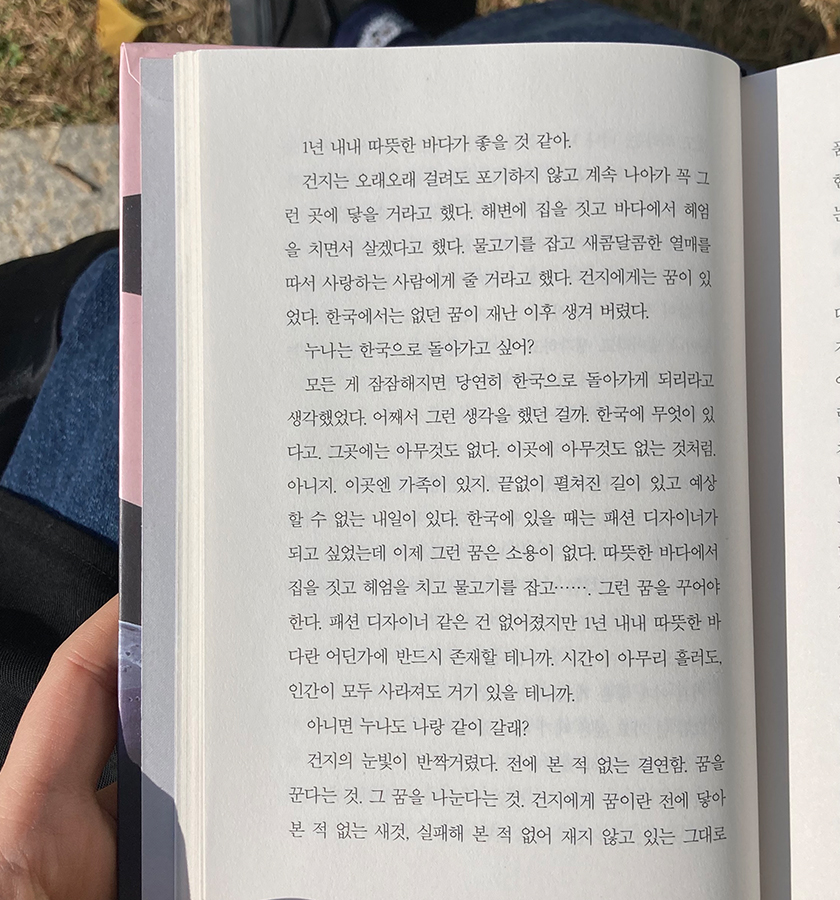 1년 내내 따뜻한 바다가 좋을 것 같아.
건지는 오래오래 걸려도 포기하지 않고 계속 나아가 꼭 그
런 곳에 닿을 거라고 했다. 해변에 집을 짓고 바다에서 헤엄
을 치면서 살겠다고 했다. 물고기를 잡고 새콤달콤한 열매를
따서 사랑하는 사람에게 줄 거라고 했다. 건지에게는 꿈이 있
었다. 한국에서는 없던 꿈이 재난 이후 생겨 버렸다.
누나는 한국으로 돌아가고 싶어?
모든 게 잠잠해지면 당연히 한국으로 돌아가게 되리라고
생각했었다. 어째서 그런 생각을 했던 걸까. 한국에 무엇이 있
다고. 그곳에는 아무것도 없다. 이곳에 아무것도 없는 것처럼.
아니지. 이곳엔 가족이 있지. 끝없이 펼쳐진 길이 있고 예상
할 수 없는 내일이 있다. 한국에 있을 때는 패션 디자이너가
되고 싶었는데 이제 그런 꿈은 소용이 없다. 따뜻한 바다에서
집을 짓고 헤엄을 치고 물고기를 잡고……. 그런 꿈을 꾸어야
한다. 패션 디자이너 같은 건 없어졌지만 1년 내내 따뜻한 바
다란 어딘가에 반드시 존재할 테니까. 시간이 아무리 흘러도,
인간이 모두 사라져도 거기 있을 테니까.
아니면 누나도 나랑 같이 갈래?
건지의 눈빛이 반짝거렸다. 전에 본 적 없는 결연함. 꿈을
꾼다는 것. 그 꿈을 나눈다는 것. 건지에게 꿈이란 전에 닿아
본 적 없는 새것, 실패해 본 적 없어 재지 않고 있는 그대로